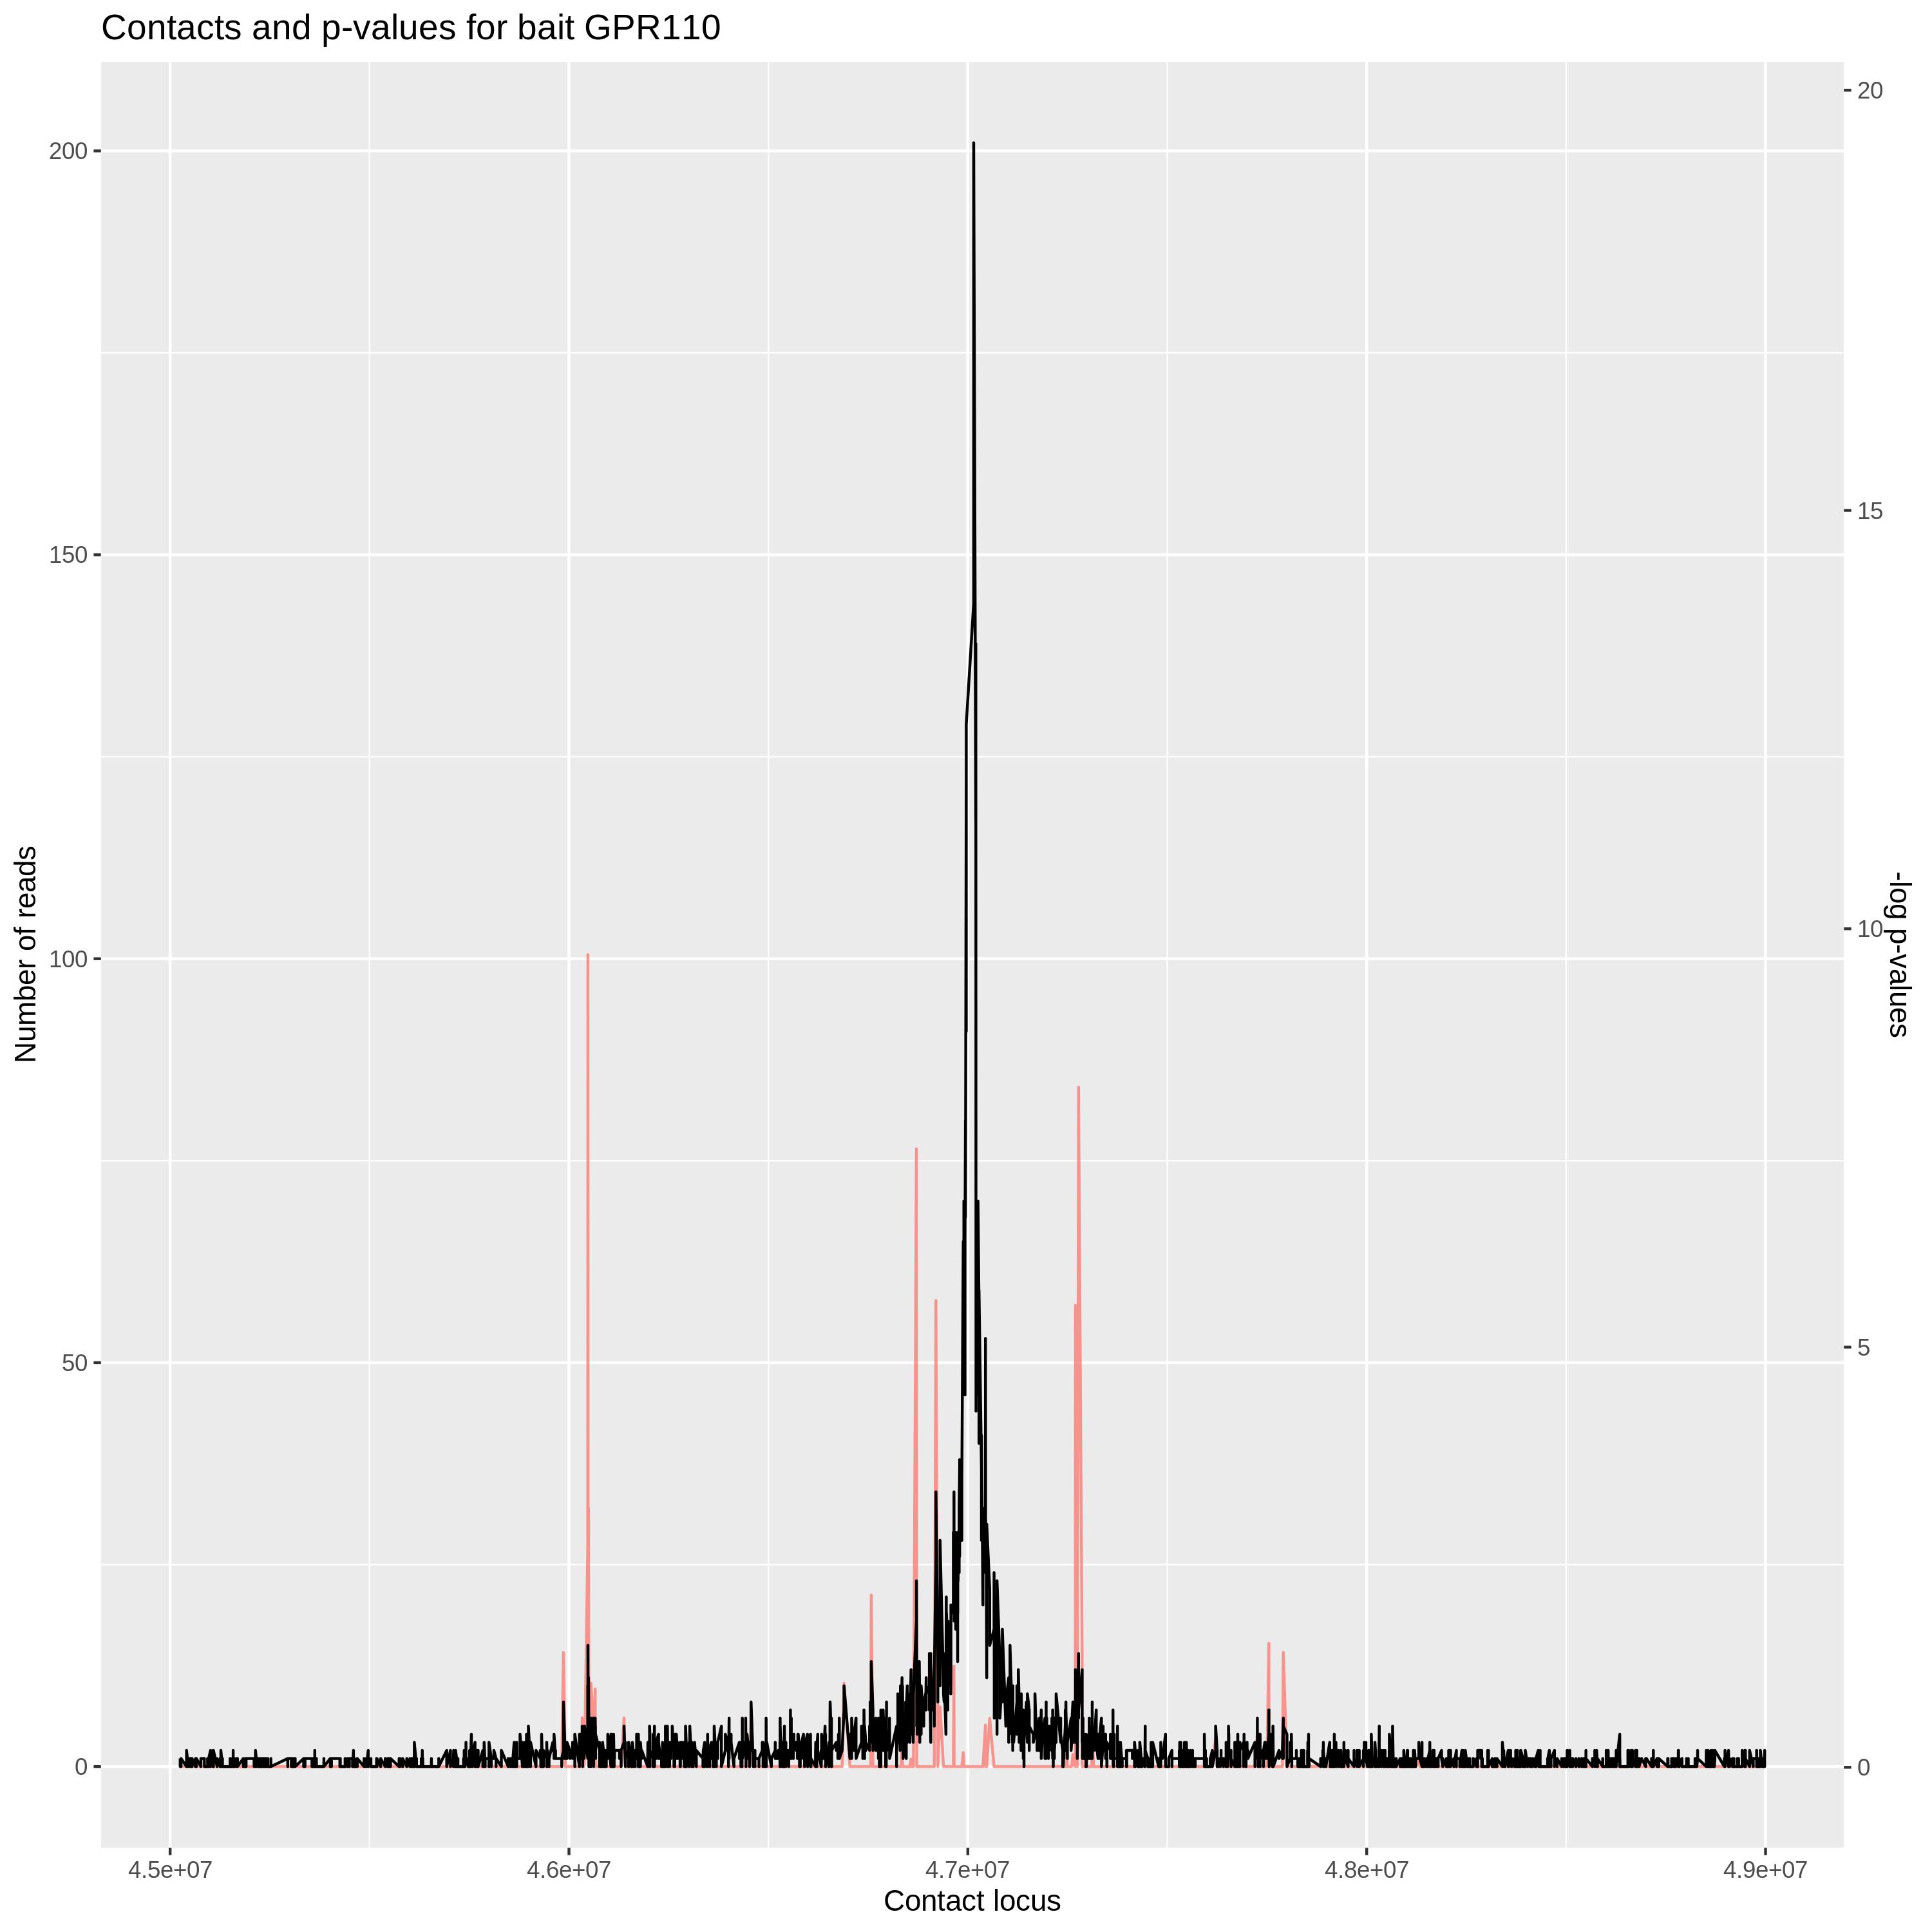 Contacts and p-values for bait GPR110
Number of reads
200
150
100
50
0
20
15
10
5
0
-log p-values
4.5e+07 4.6e+07 4.7e+07 4.8e+07 4.9e+07
Contact locus